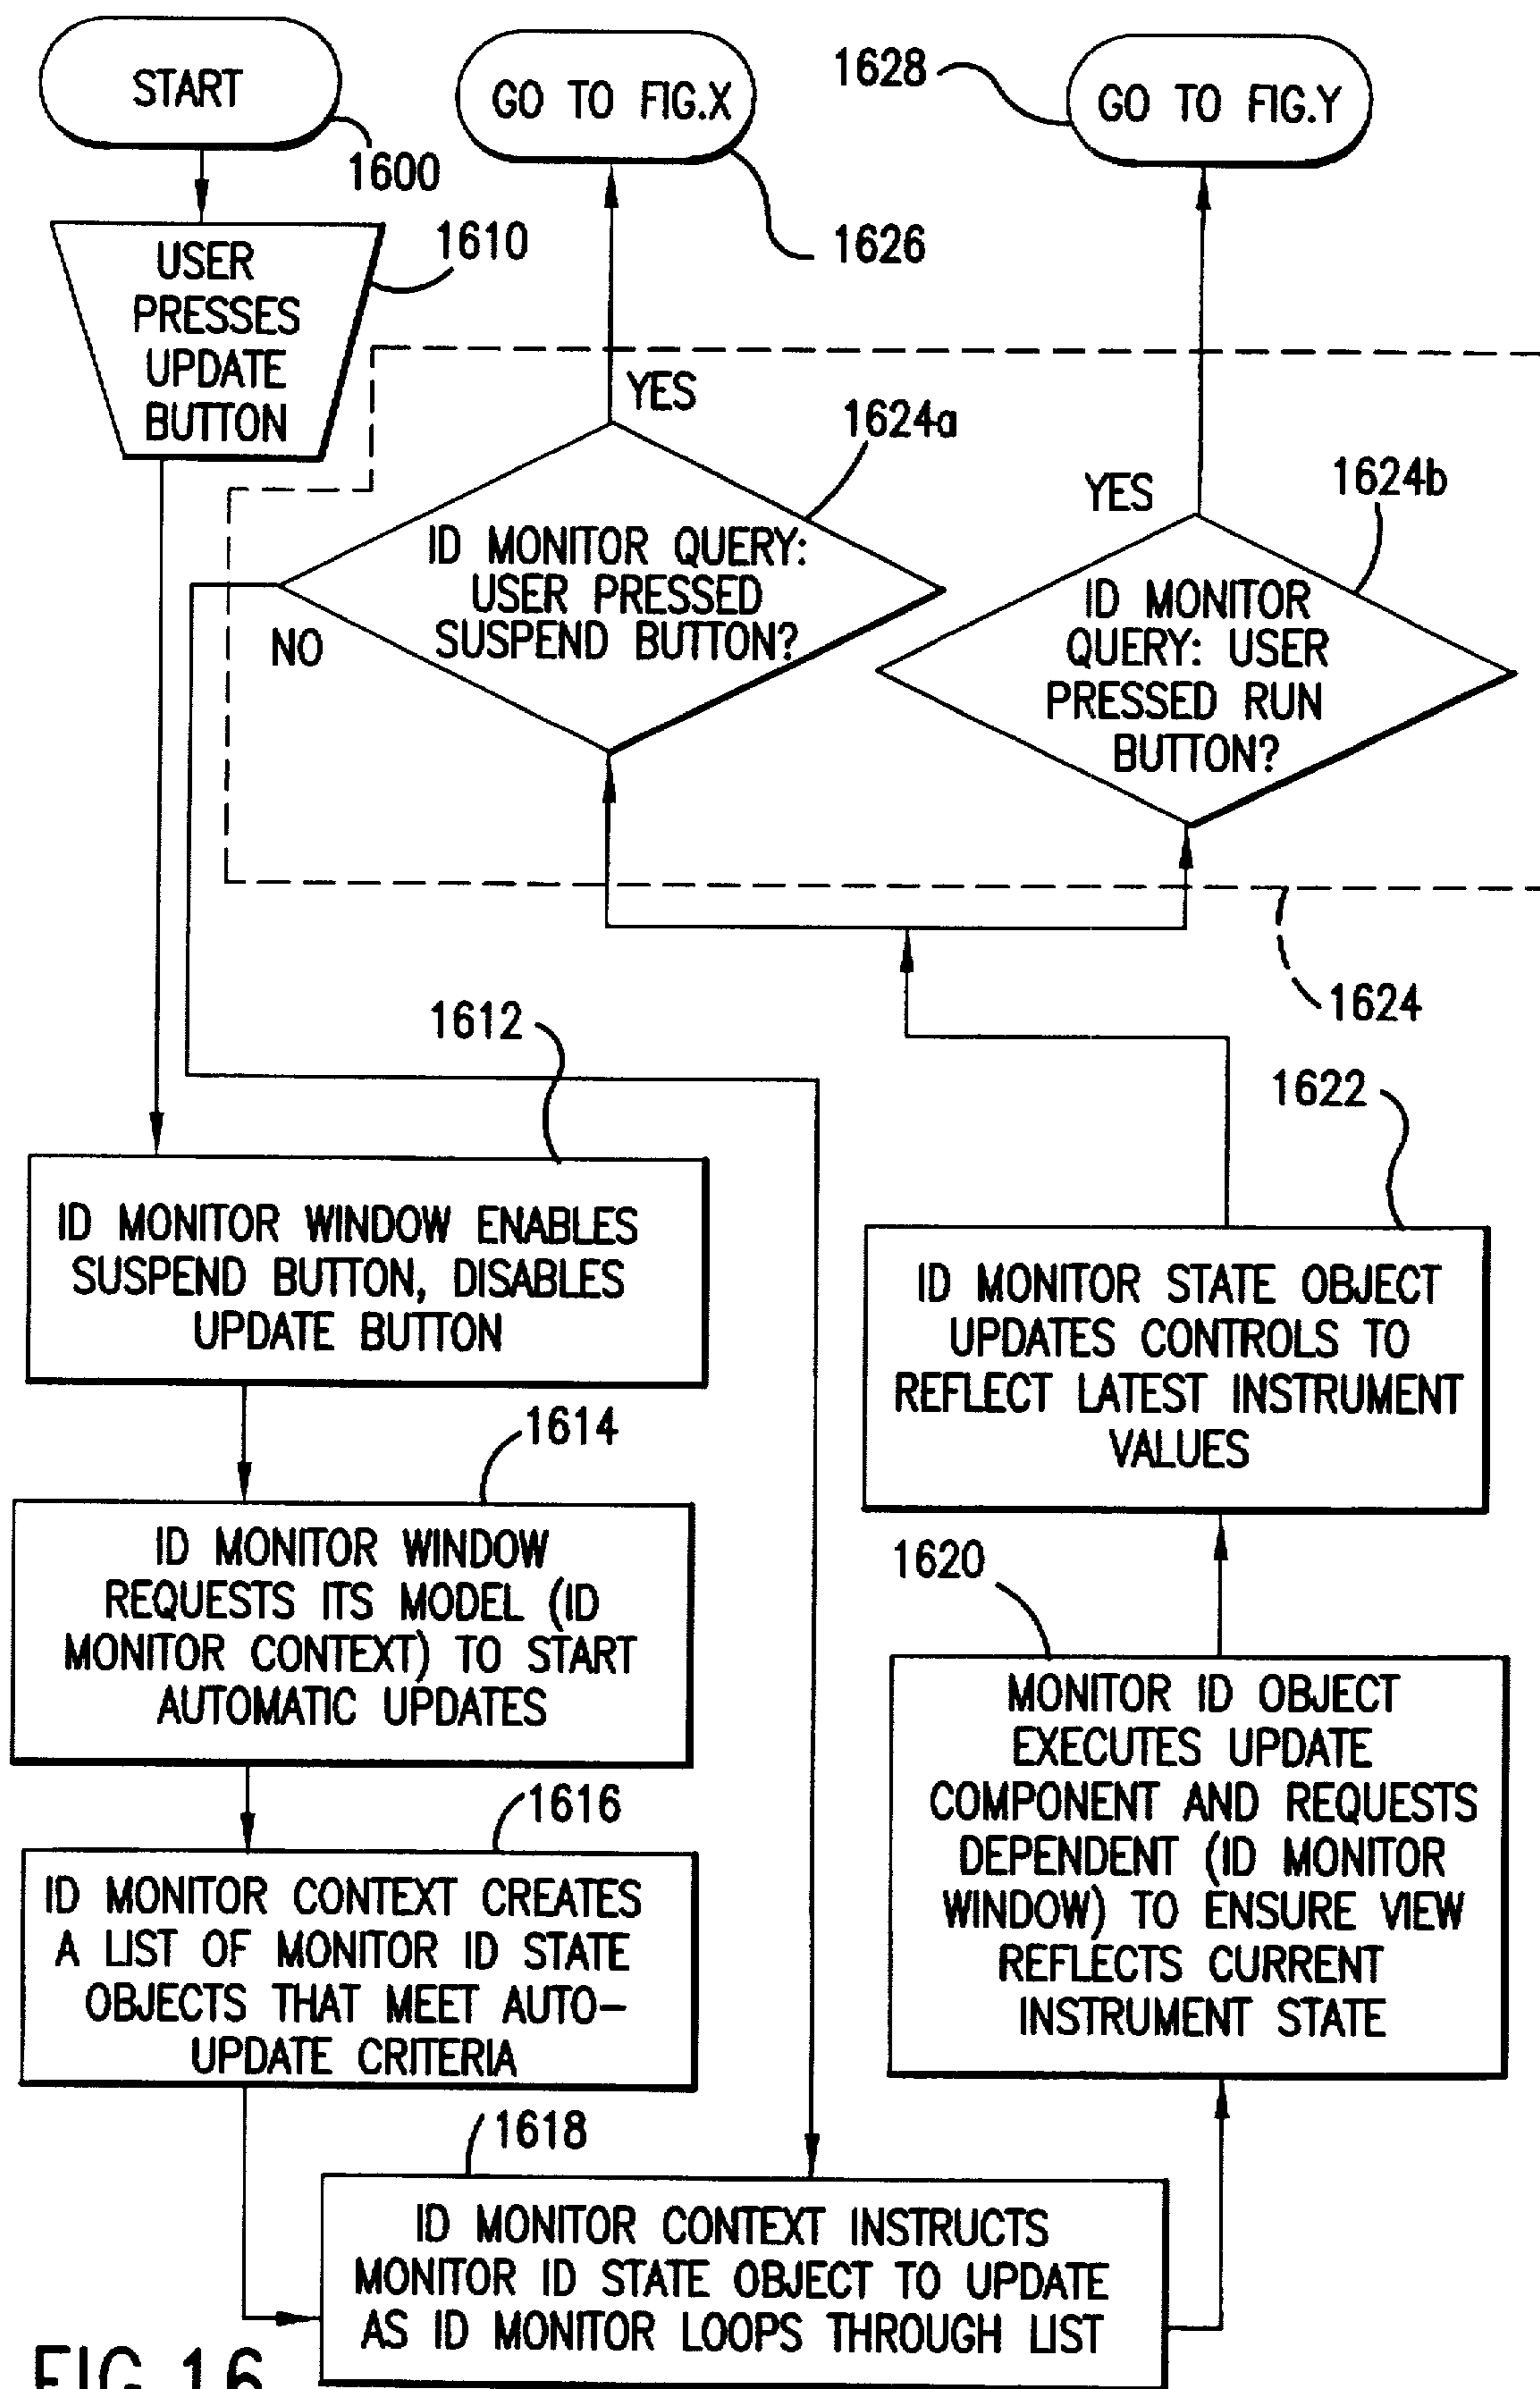 START
1600
GO TO FIG.X
1626
1628
GO TO FIG.Y
USER
PRESSES
UPDATE
BUTTON
1610
YES
1624a
ID MONITOR QUERY:
USER PRESSED
SUSPEND BUTTON?
NO
YES
1624b
ID MONITOR
QUERY: USER
PRESSED RUN
BUTTON?
1624
1612
ID MONITOR WINDOW ENABLES
SUSPEND BUTTON, DISABLES
UPDATE BUTTON
1614
ID MONITOR WINDOW
REQUESTS ITS MODEL (ID
MONITOR CONTEXT) TO START
AUTOMATIC UPDATES
1616
ID MONITOR CONTEXT CREATES
A LIST OF MONITOR ID STATE
OBJECTS THAT MEET AUTO-
UPDATE CRITERIA
1618
ID MONITOR CONTEXT INSTRUCTS
MONITOR ID STATE OBJECT TO UPDATE
AS ID MONITOR LOOPS THROUGH LIST
1620
MONITOR ID OBJECT
EXECUTES UPDATE
COMPONENT AND REQUESTS
DEPENDENT (ID MONITOR
WINDOW) TO ENSURE VIEW
REFLECTS CURRENT
INSTRUMENT STATE
1622
ID MONITOR STATE OBJECT
UPDATES CONTROLS TO
REFLECT LATEST INSTRUMENT
VALUES
FIG.16